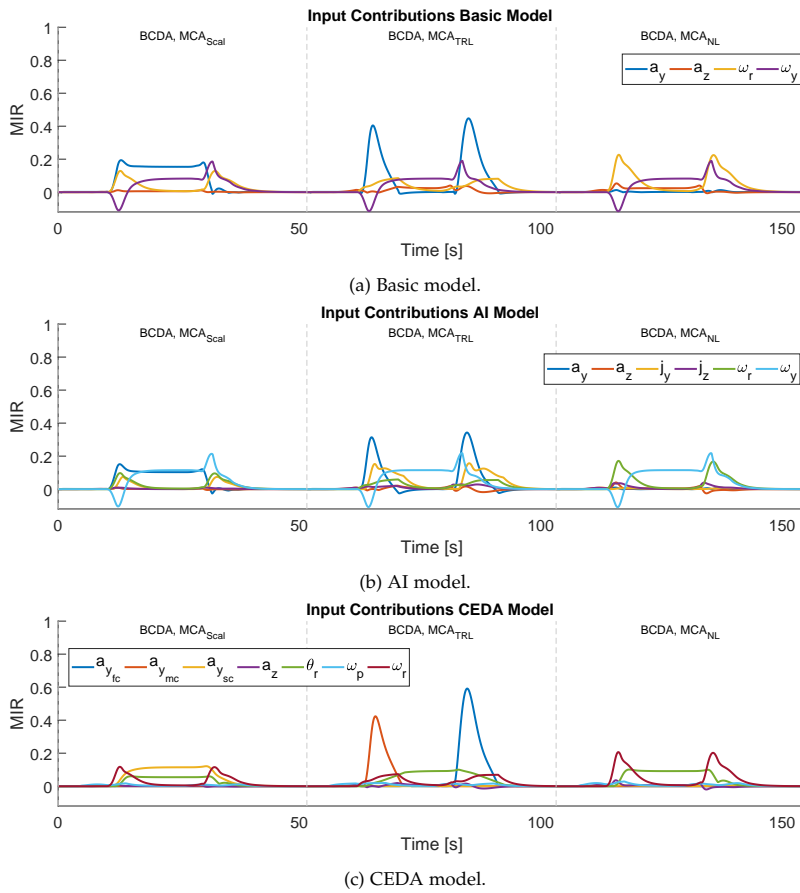 Input Contributions Basic Model
BCDA, MCA_Scal BCDA, MCA_TRL BCDA, MCA_NL
a_y a_z ω_r ω_y
MIR
1
0.8
0.6
0.4
0.2
0
0 50 100 150
Time [s]
(a) Basic model.
Input Contributions AI Model
BCDA, MCA_Scal BCDA, MCA_TRL BCDA, MCA_NL
a_y a_z j_y j_z ω_r ω_y
MIR
1
0.8
0.6
0.4
0.2
0
0 50 100 150
Time [s]
(b) AI model.
Input Contributions CEDA Model
BCDA, MCA_Scal BCDA, MCA_TRL BCDA, MCA_NL
a_y_fc a_y_mc a_y_sc a_z θ_r ω_p ω_r
MIR
1
0.8
0.6
0.4
0.2
0
0 50 100 150
Time [s]
(c) CEDA model.